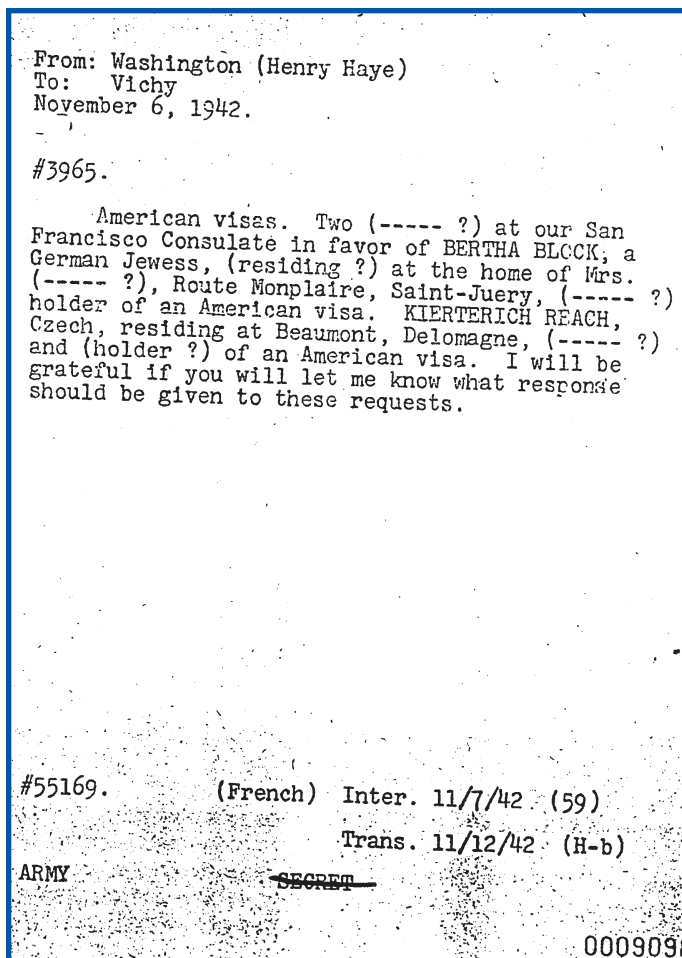 From: Washington (Henry Haye)
To: Vichy
November 6, 1942.
#3965.
American visas. Two (----- ?) at our San
Francisco Consulate in favor of BERTHA BLOCK, a
German Jewess, (residing ?) at the home of Mrs.
(----- ?), Route Monplaire, Saint-Juery, (----- ?)
holder of an American visa. KIERTERICH REACH,
Czech, residing at Beaumont, Delomagne, (----- ?)
and (holder ?) of an American visa. I will be
grateful if you will let me know what response
should be given to these requests.
#55169. (French) Inter. 11/7/42 (59)
Trans. 11/12/42 (H-b)
ARMY SECRET